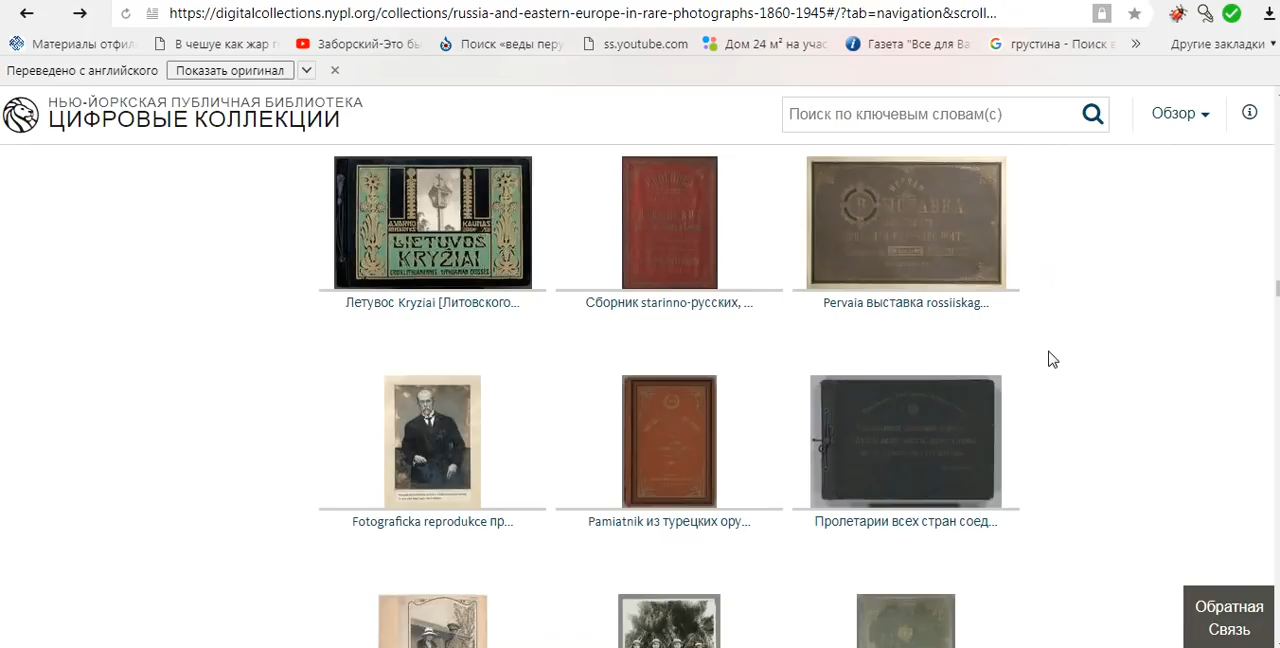 https://digitalcollections.nypl.org/collections/russia-and-eastern-europe-in-rare-photographs-1860-1945#/?tab=navigation&scroll...
Материалы отфил
В чешуе как жар г
Заборский-Это бы
Поиск «веды перу
ss.youtube.com
Дом 24 м² на учас
Газета "Все для Ва
грустина - Поиск в
Другие закладки
Переведено с английского
Показать оригинал
НЬЮ-ЙОРКСКАЯ ПУБЛИЧНАЯ БИБЛИОТЕКА
ЦИФРОВЫЕ КОЛЛЕКЦИИ
Поиск по ключевым словам(с)
Обзор
LIETUVOS
KRYŽIAI
KAUNAS
Летувос Kryziai [Литовского...
Сборник starinno-русских, ...
Pervaia выставка rossiiskag...
Fotograficka reprodukce пр...
Pamiatnik из турецких ору...
Пролетарии всех стран соед...
Обратная
Связь